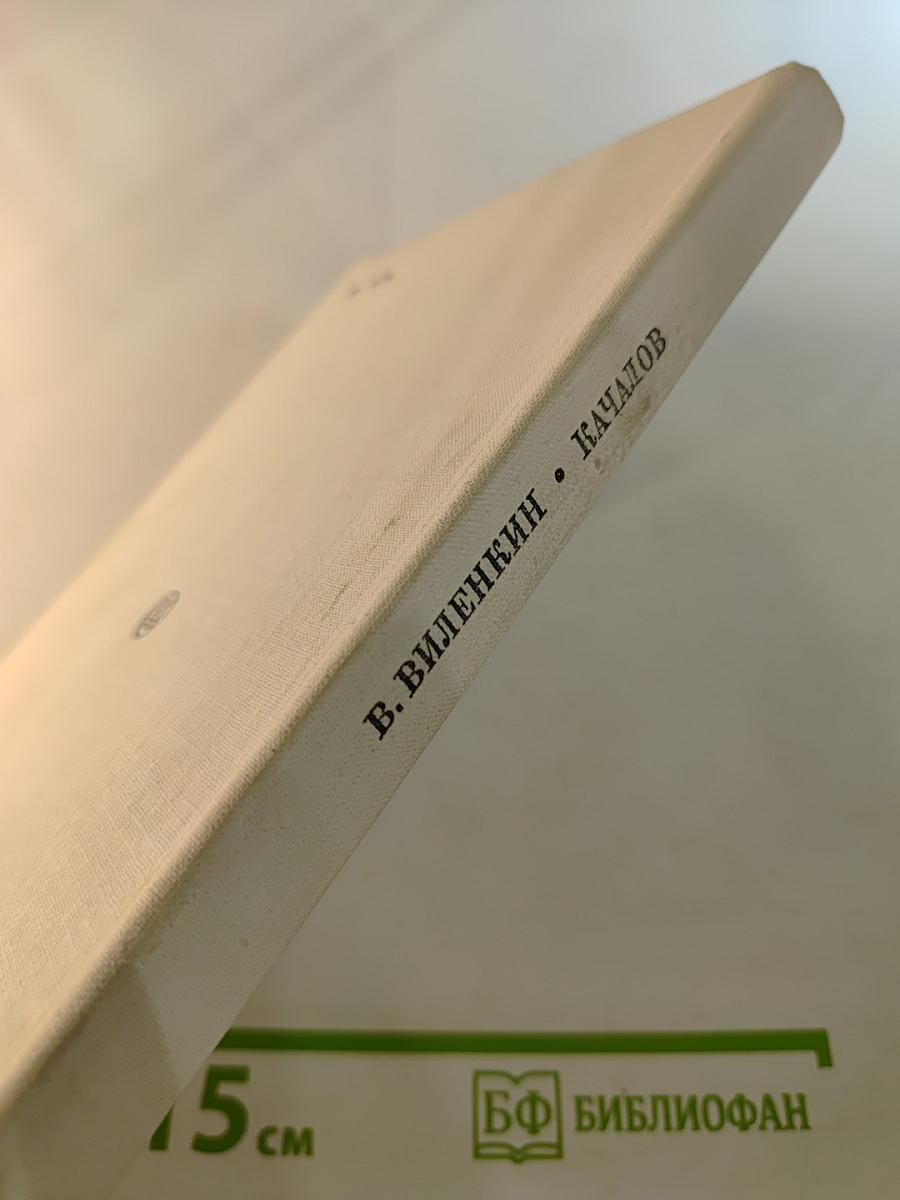 В. ВИЛЕНКИН • КАЧАЛОВ
15 см
БФ БИБЛИОФАН